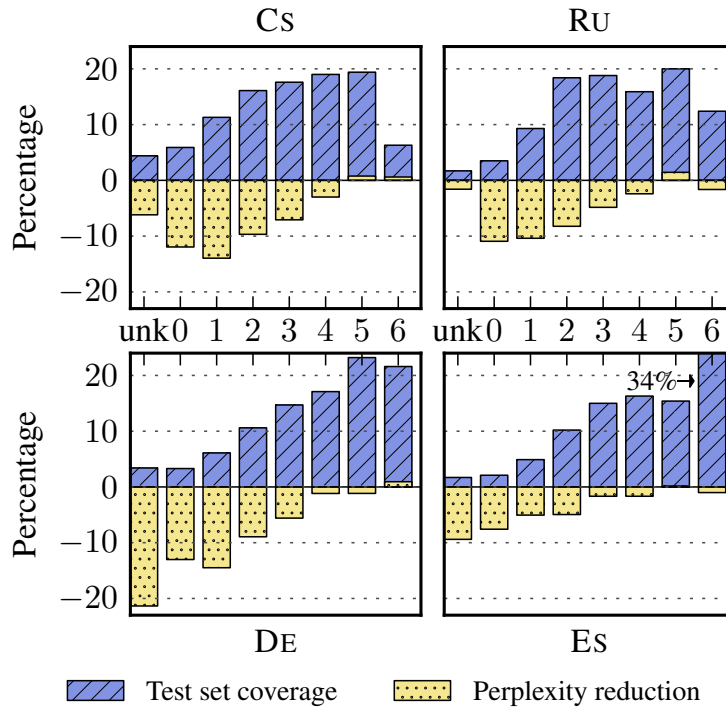 CS RU
20
10
0
−10
−20
Percentage
unk 0 1 2 3 4 5 6 unk 0 1 2 3 4 5 6
20
10
0
−10
−20
Percentage
34%
DE ES
Test set coverage Perplexity reduction